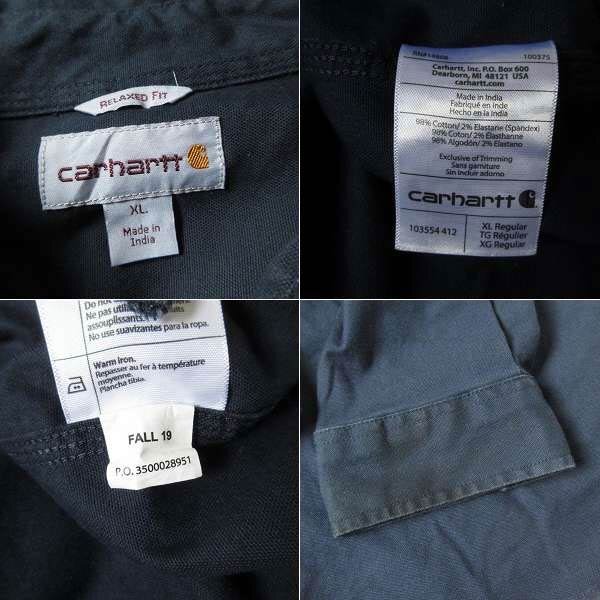 RELAXED FIT
carhartt
XL
Made in
India
100375
Carhartt, Inc. P.O. Box 600
Dearborn, MI 48121 USA
carhartt.com
Made in India
Fabriqué en Inde
Hecho en la India
98% Cotton/ 2% Elastane (Spandex)
98% Coton/ 2% Élasthanne
98% Algodón/ 2% Elastano
Exclusive of Trimming
Sans garniture
Sin incluir adorno
carhartt
103554 412
XL Regular
TG Régulier
XG Regular
Do not
Ne pas utili
assouplissants.
No use suavizantes para la ropa.
Warm iron.
Repasser au fer à température
moyenne.
Plancha tibia.
FALL 19
P.O. 3500028951